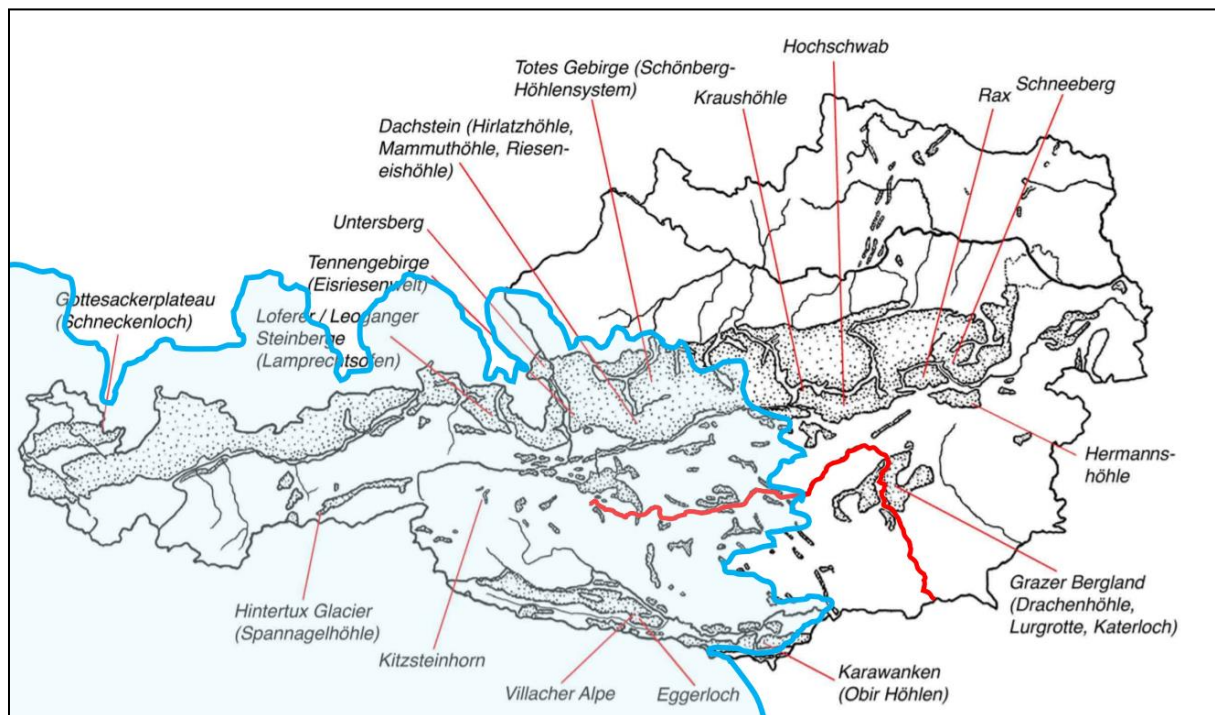 Hochschwab
Totes Gebirge (Schönberg-
Höhlensystem)
Kraushöhle
Rax
Schneeberg
Dachstein (Hirlatzhöhle,
Mammuthöhle, Riesen-
eishöhle)
Untersberg
Tennengebirge
(Eisriesenwelt)
Gottesackerplateau
(Schneckenloch)
Loferer / Leoganger
Steinberge
(Lamprechtsofen)
Hermanns-
höhle
Hintertux Glacier
(Spannagelhöhle)
Kitzsteinhorn
Villacher Alpe
Eggerloch
Karawanken
(Obir Höhlen)
Grazer Bergland
(Drachenhöhle,
Lurgrotte, Katerloch)